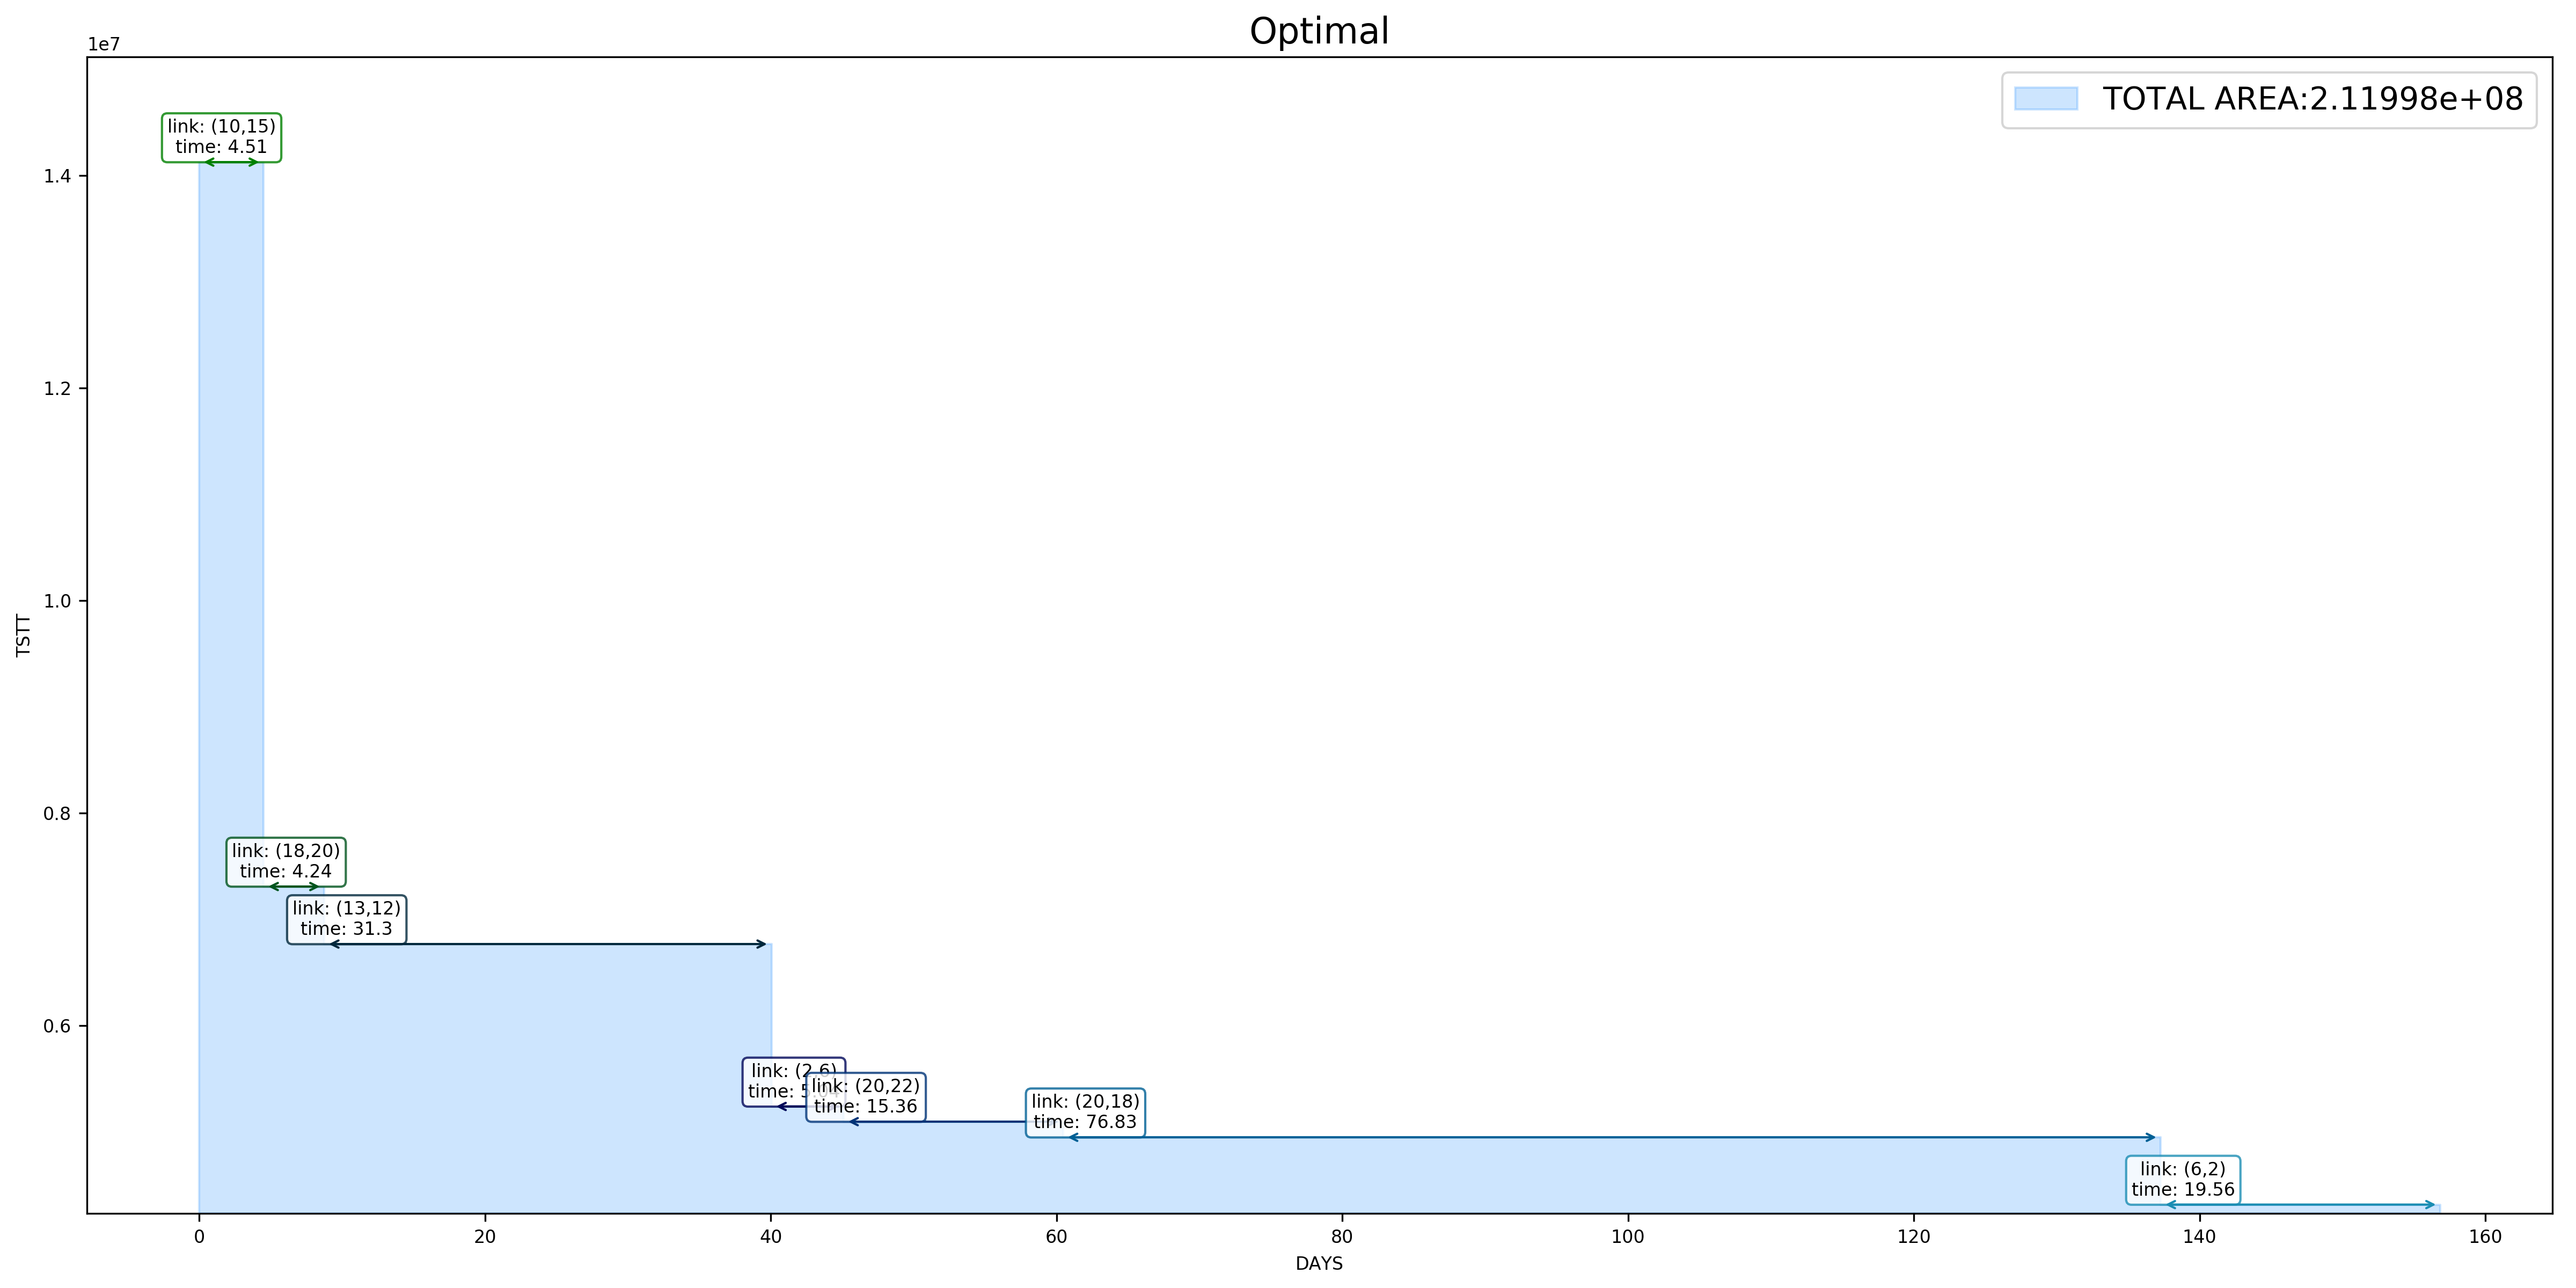 Optimal
1e7
TOTAL AREA:2.11998e+08
link: (10,15)
time: 4.51
1.4
1.2
1.0
TSTT
0.8
link: (18,20)
time: 4.24
link: (13,12)
time: 31.3
0.6
link: (2,6)
time:
link: (20,22)
time: 15.36
link: (20,18)
time: 76.83
link: (6,2)
time: 19.56
0 20 40 60 80 100 120 140 160
DAYS